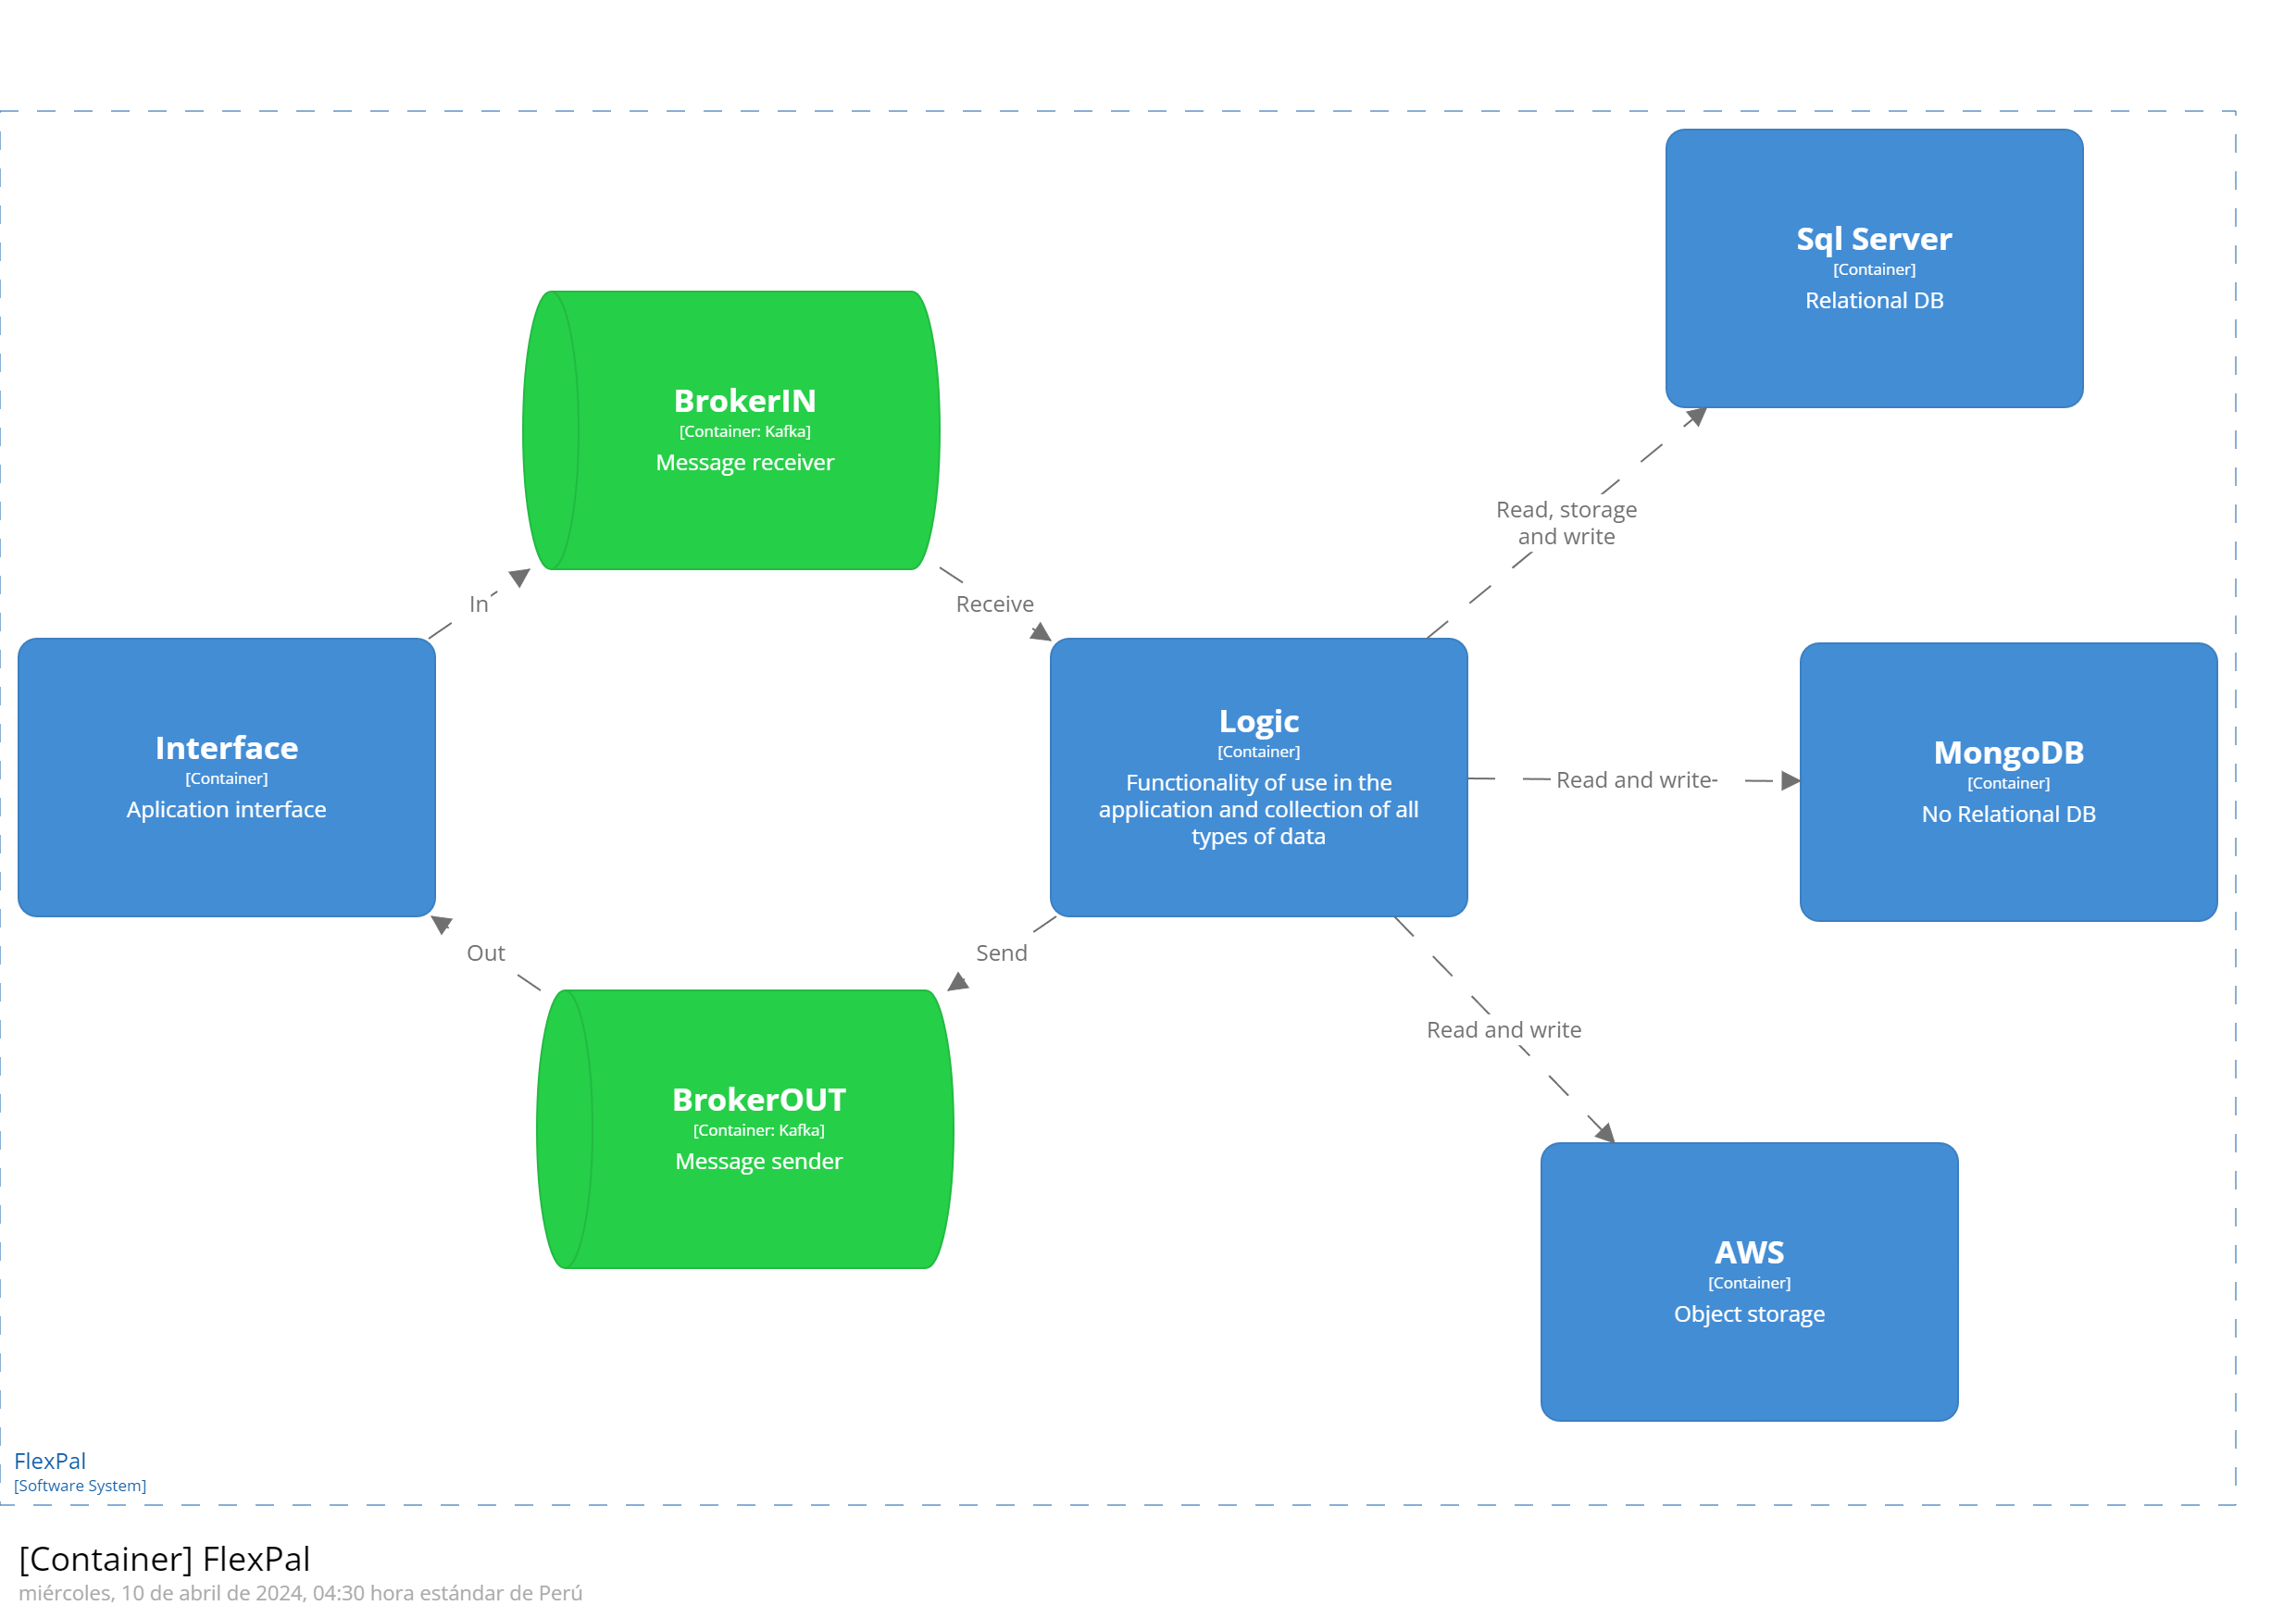 Sql Server
[Container]
Relational DB
BrokerIN
[Container: Kafka]
Message receiver
Read, storage
and write
In
Receive
Interface
[Container]
Aplication interface
Logic
[Container]
Functionality of use in the
application and collection of all
types of data
Read and write
MongoDB
[Container]
No Relational DB
Out
Send
Read and write
BrokerOUT
[Container: Kafka]
Message sender
AWS
[Container]
Object storage
FlexPal
[Software System]
[Container] FlexPal
miércoles, 10 de abril de 2024, 04:30 hora estándar de Perú